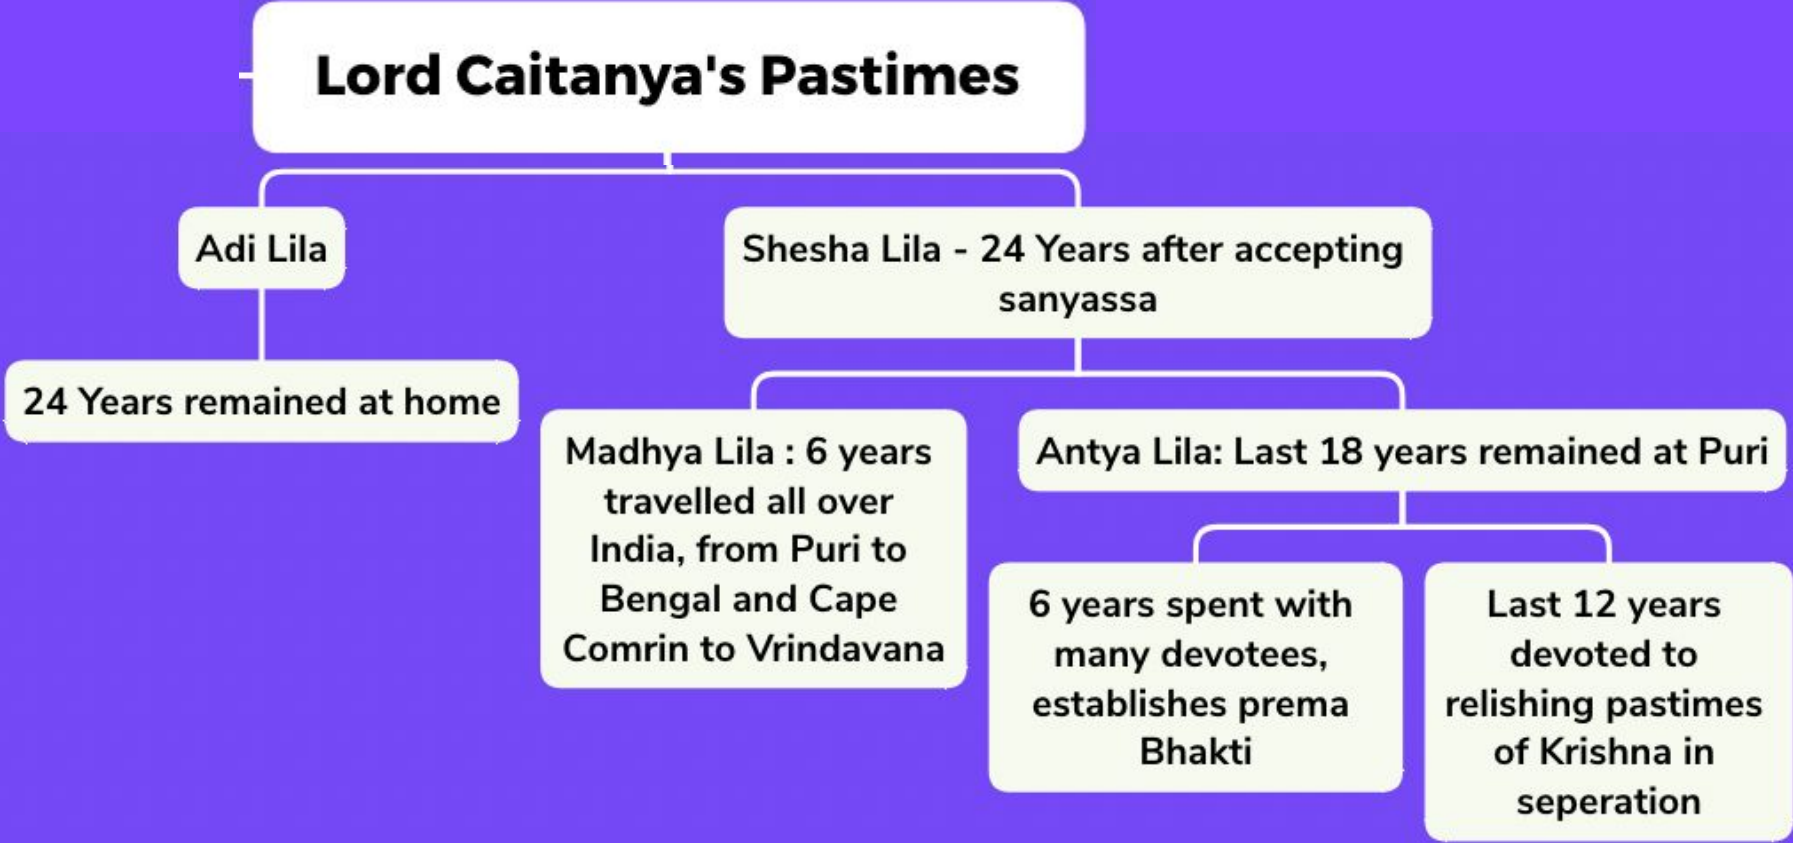 Lord Caitanya's Pastimes
Adi Lila
Shesha Lila - 24 Years after accepting
sanyassa
24 Years remained at home
Madhya Lila : 6 years
travelled all over
India, from Puri to
Bengal and Cape
Comrin to Vrindavana
Antya Lila: Last 18 years remained at Puri
6 years spent with
many devotees,
establishes prema
Bhakti
Last 12 years
devoted to
relishing pastimes
of Krishna in
seperation